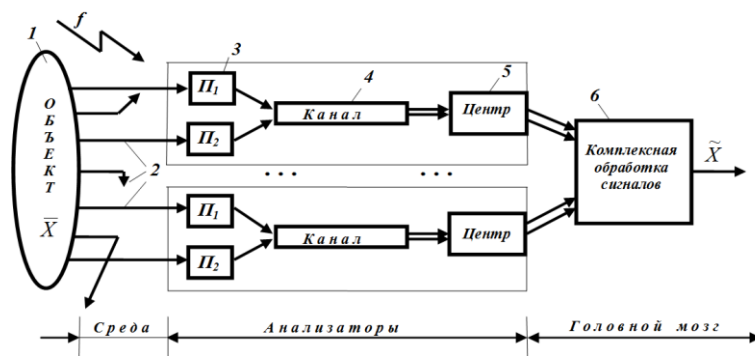 f
1
3
4
5
6
2
ОБЪЕКТ
X̅
П₁
П₂
Канал
Центр
. . .
. . .
П₁
П₂
Канал
Центр
Комплексная
обработка
сигналов
X̃
Среда
Анализаторы
Головной мозг